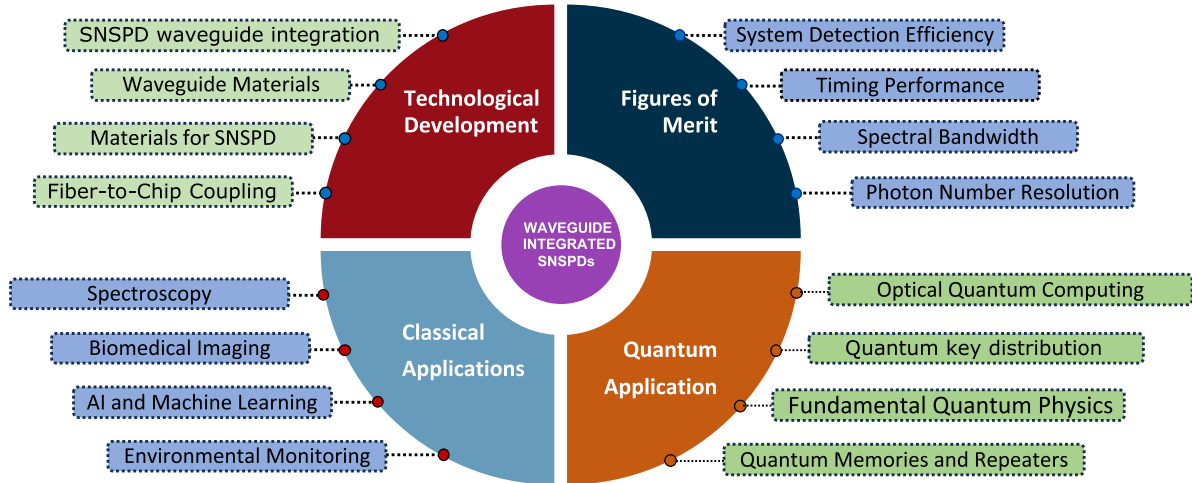 SNSPD waveguide integration
Waveguide Materials
Materials for SNSPD
Fiber-to-Chip Coupling
Technological
Development
Figures of
Merit
System Detection Efficiency
Timing Performance
Spectral Bandwidth
Photon Number Resolution
WAVEGUIDE
INTEGRATED
SNSPDs
Spectroscopy
Biomedical Imaging
AI and Machine Learning
Environmental Monitoring
Classical
Applications
Quantum
Application
Optical Quantum Computing
Quantum key distribution
Fundamental Quantum Physics
Quantum Memories and Repeaters